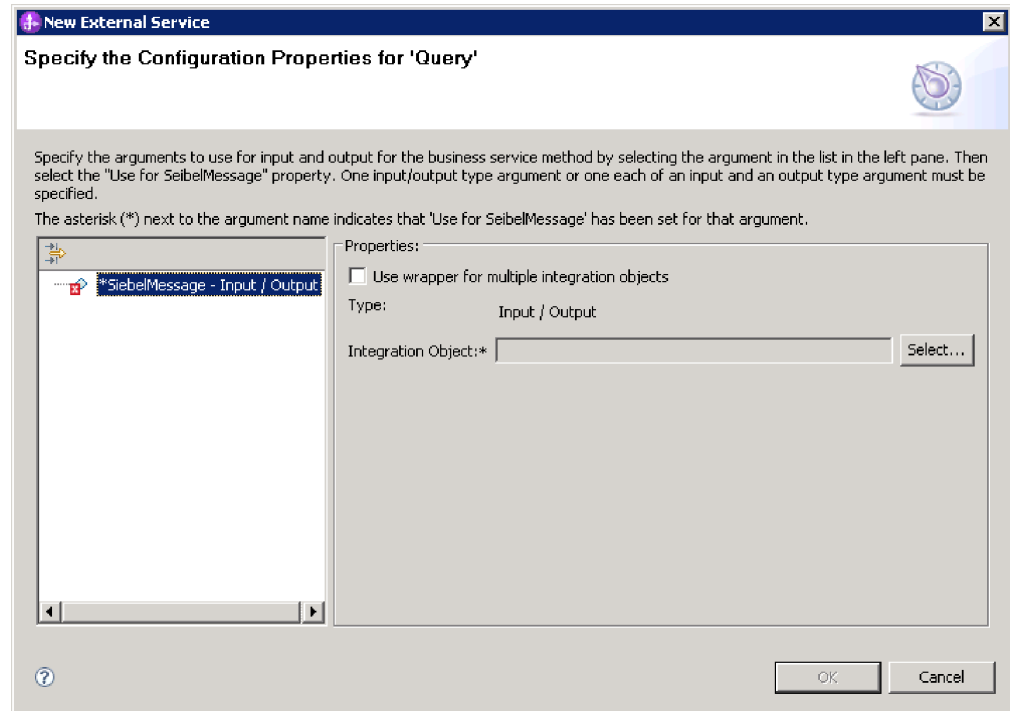 New External Service
Specify the Configuration Properties for 'Query'
Specify the arguments to use for input and output for the business service method by selecting the argument in the list in the left pane. Then
select the "Use for SeibelMessage" property. One input/output type argument or one each of an input and an output type argument must be
specified.
The asterisk (*) next to the argument name indicates that 'Use for SeibelMessage' has been set for that argument.
*SiebelMessage - Input / Output
Properties:
Use wrapper for multiple integration objects
Type: Input / Output
Integration Object:* Select...
OK Cancel